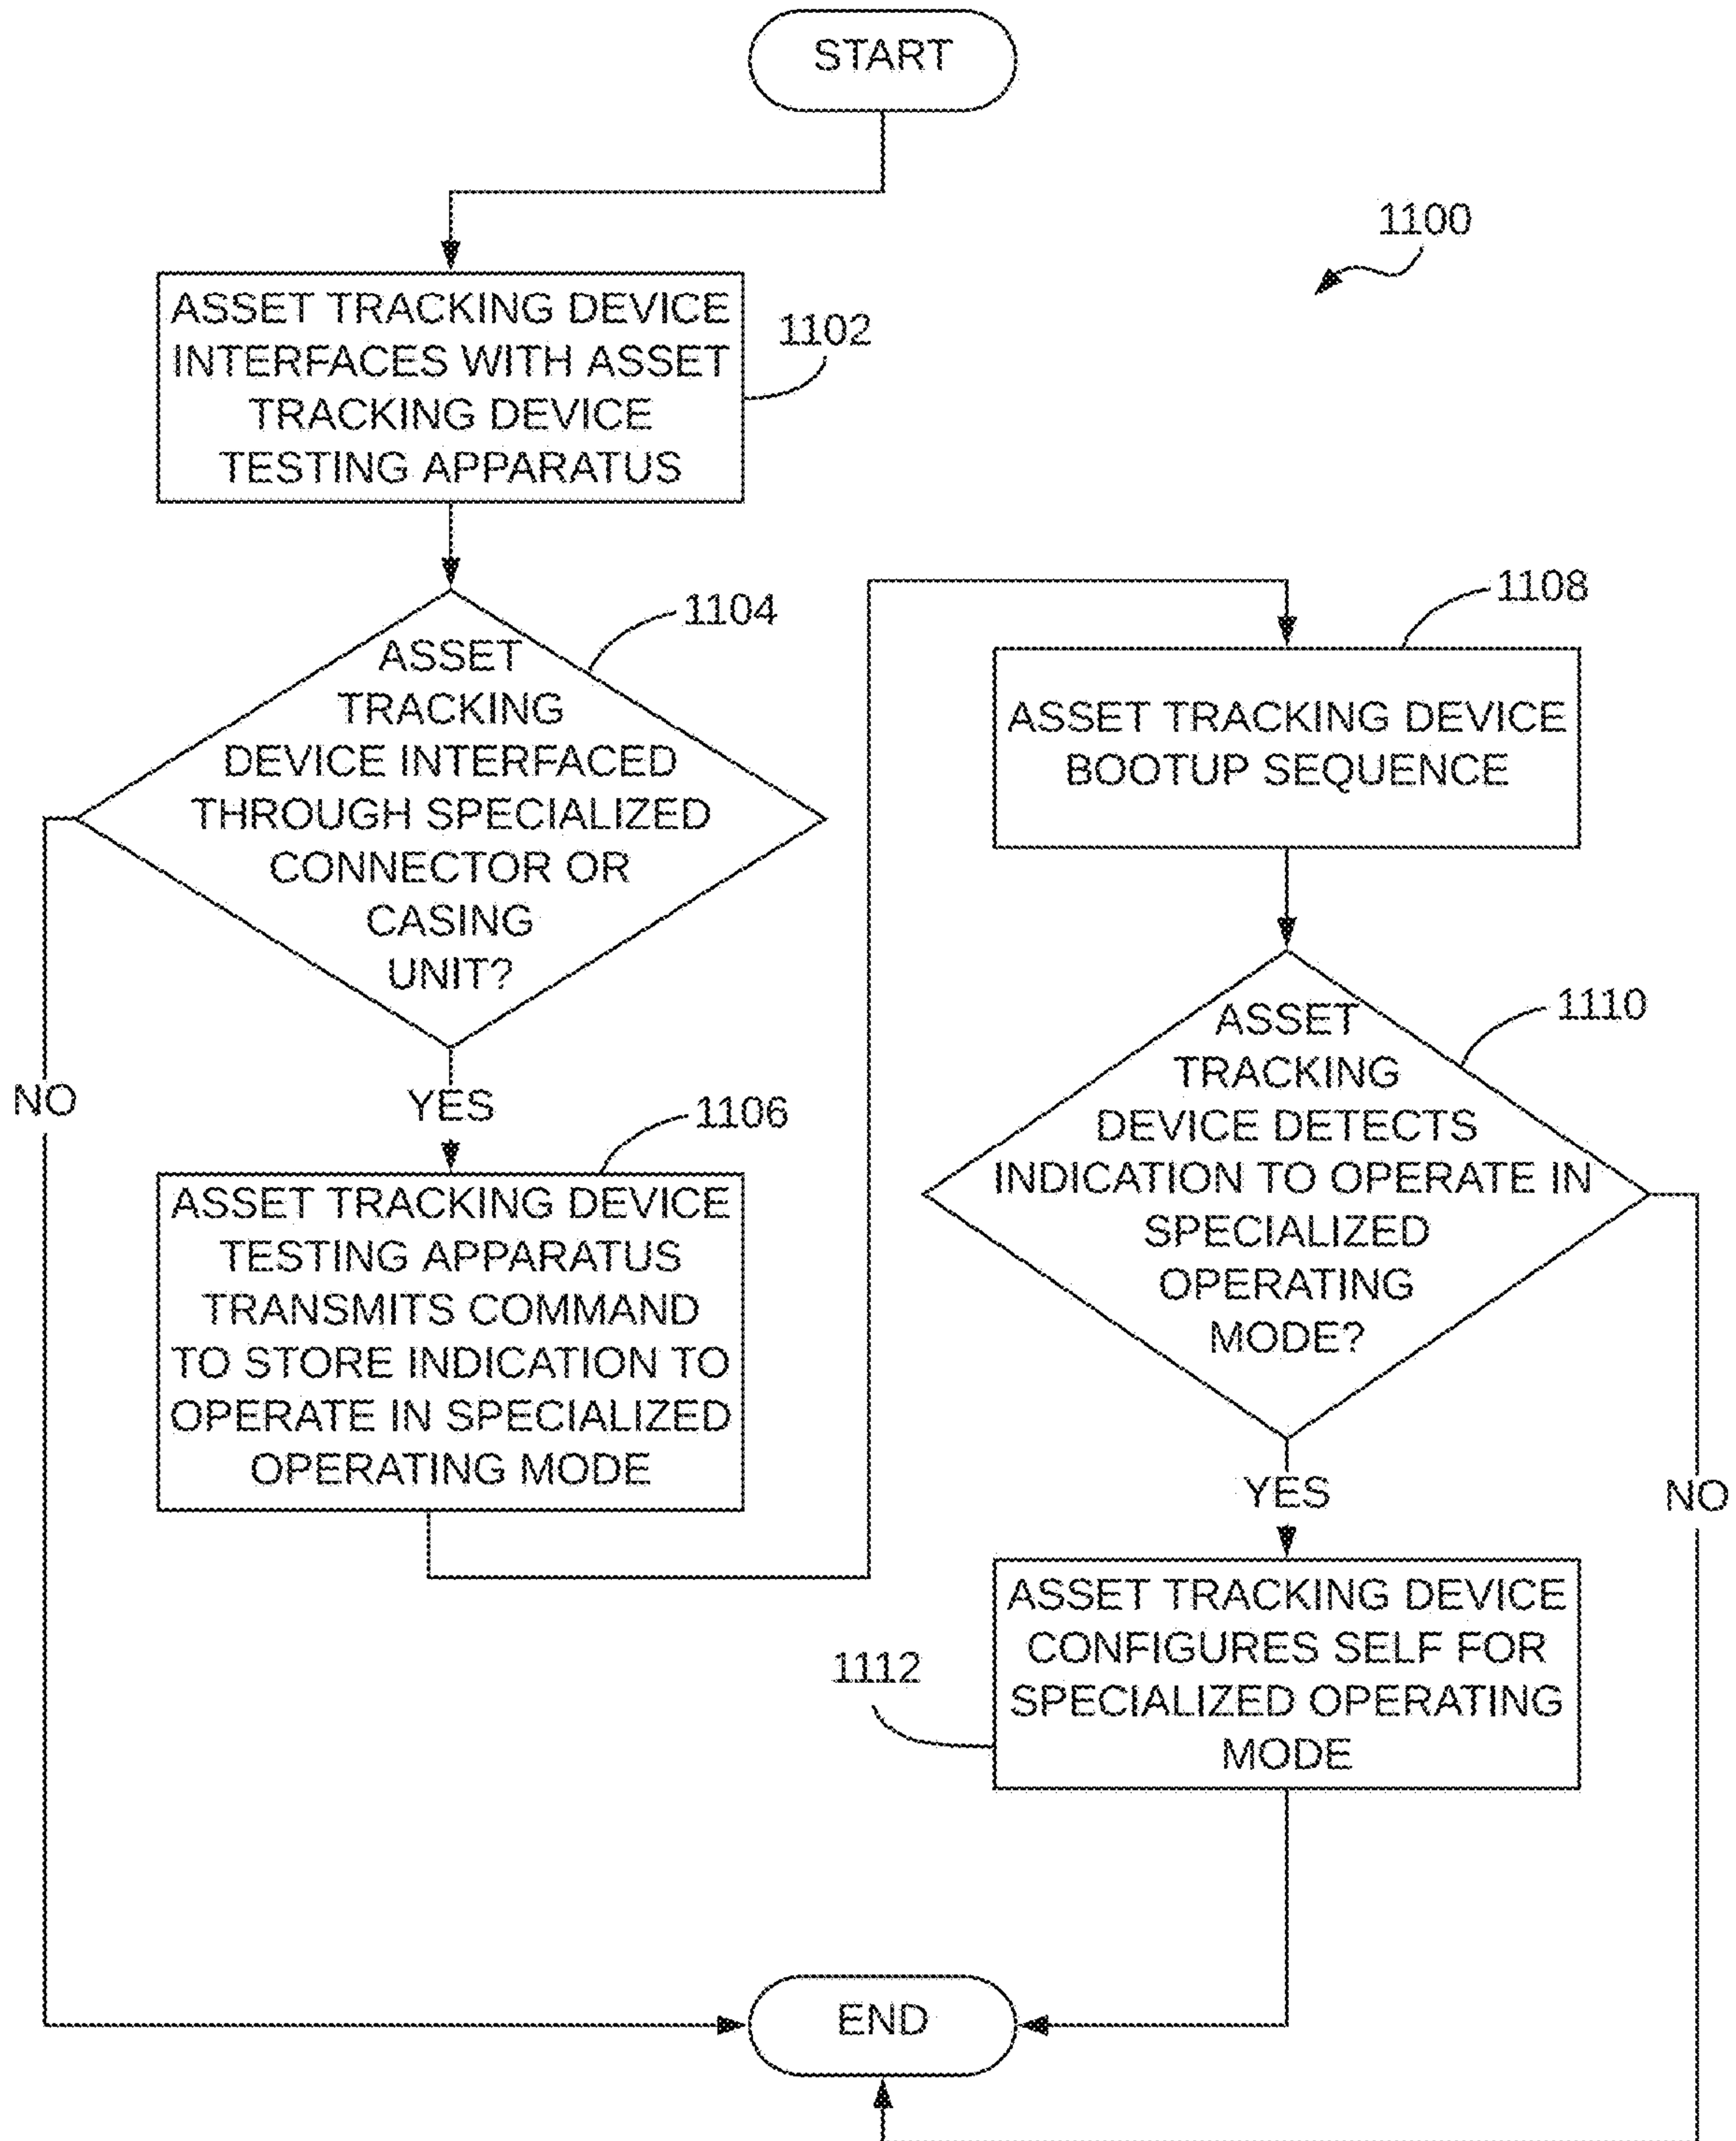 START
1100
ASSET TRACKING DEVICE
INTERFACES WITH ASSET
TRACKING DEVICE
TESTING APPARATUS
1102
1104
ASSET
TRACKING
DEVICE INTERFACED
THROUGH SPECIALIZED
CONNECTOR OR
CASING
UNIT?
NO
YES
1106
ASSET TRACKING DEVICE
TESTING APPARATUS
TRANSMITS COMMAND
TO STORE INDICATION TO
OPERATE IN SPECIALIZED
OPERATING MODE
1108
ASSET TRACKING DEVICE
BOOTUP SEQUENCE
1110
ASSET
TRACKING
DEVICE DETECTS
INDICATION TO OPERATE IN
SPECIALIZED
OPERATING
MODE?
YES
NO
1112
ASSET TRACKING DEVICE
CONFIGURES SELF FOR
SPECIALIZED OPERATING
MODE
END